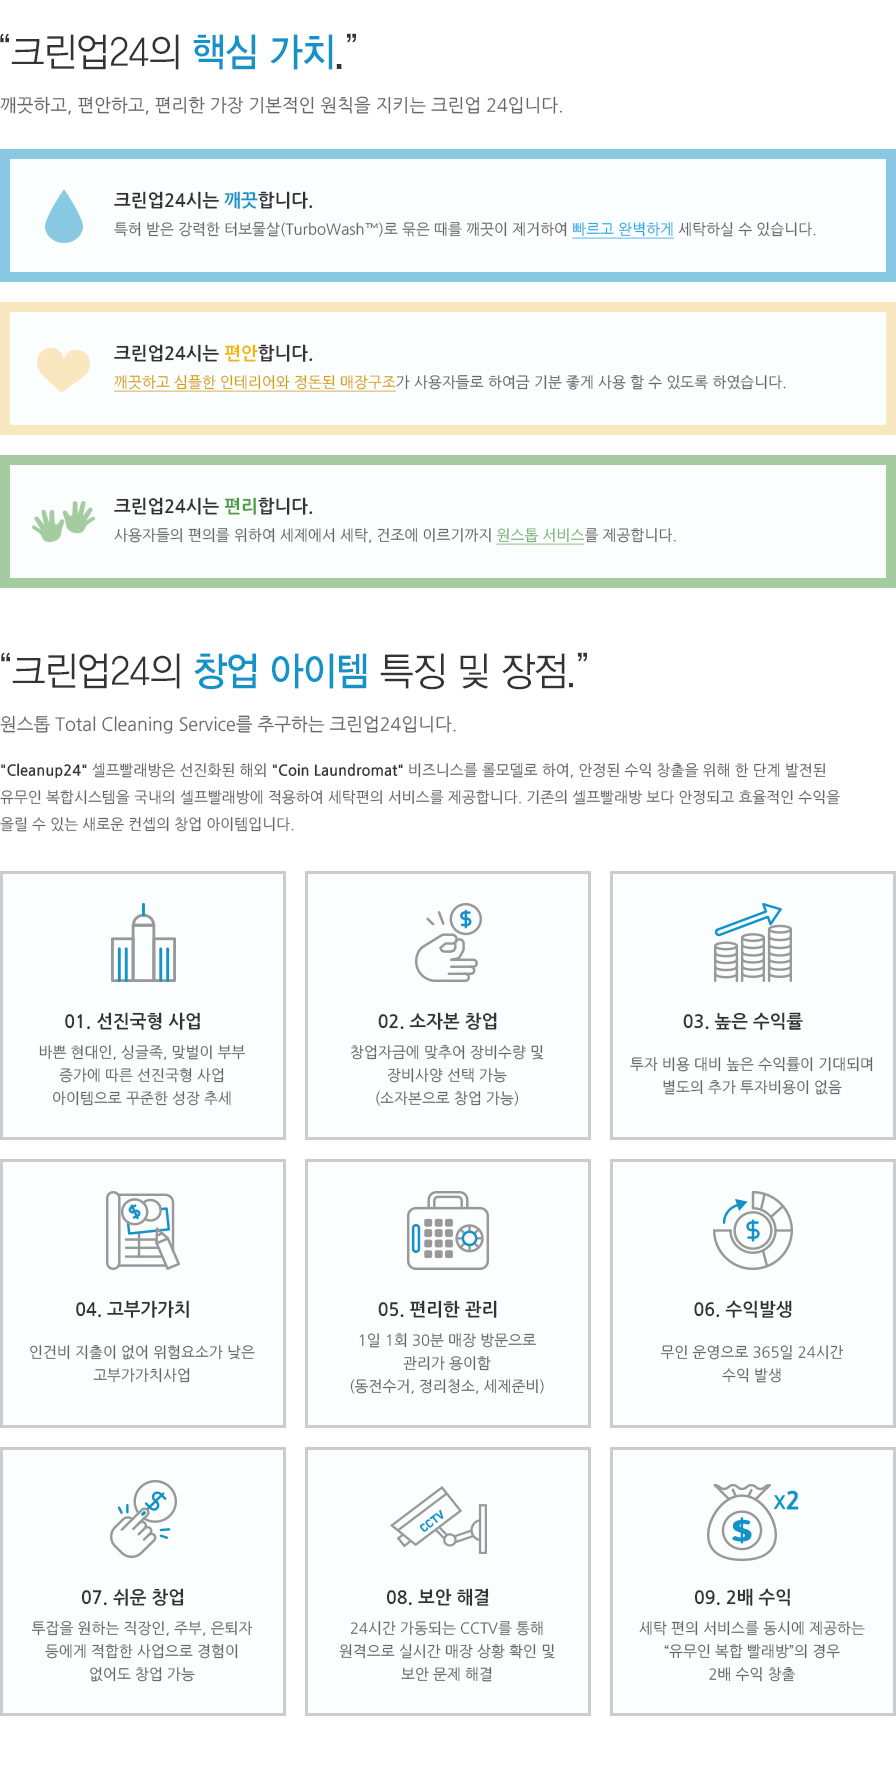 “크린업24의 핵심 가치.”
깨끗하고, 편안하고, 편리한 가장 기본적인 원칙을 지키는 크린업 24입니다.
크린업24시는 깨끗합니다.
특허 받은 강력한 터보물살(TurboWash™)로 묶은 때를 깨끗이 제거하여 빠르고 완벽하게 세탁하실 수 있습니다.
크린업24시는 편안합니다.
깨끗하고 심플한 인테리어와 정돈된 매장구조가 사용자들로 하여금 기분 좋게 사용 할 수 있도록 하였습니다.
크린업24시는 편리합니다.
사용자들의 편의를 위하여 세제에서 세탁, 건조에 이르기까지 원스톱 서비스를 제공합니다.
“크린업24의 창업 아이템 특징 및 장점.”
원스톱 Total Cleaning Service를 추구하는 크린업24입니다.
"Cleanup24" 셀프빨래방은 선진화된 해외 "Coin Laundromat" 비즈니스를 롤모델로 하여, 안정된 수익 창출을 위해 한 단계 발전된
유무인 복합시스템을 국내의 셀프빨래방에 적용하여 세탁편의 서비스를 제공합니다. 기존의 셀프빨래방 보다 안정되고 효율적인 수익을
올릴 수 있는 새로운 컨셉의 창업 아이템입니다.
01. 선진국형 사업
바쁜 현대인, 싱글족, 맞벌이 부부
증가에 따른 선진국형 사업
아이템으로 꾸준한 성장 추세
$
02. 소자본 창업
창업자금에 맞추어 장비수량 및
장비사양 선택 가능
(소자본으로 창업 가능)
03. 높은 수익률
투자 비용 대비 높은 수익률이 기대되며
별도의 추가 투자비용이 없음
$
04. 고부가가치
인건비 지출이 없어 위험요소가 낮은
고부가가치사업
05. 편리한 관리
1일 1회 30분 매장 방문으로
관리가 용이함
(동전수거, 정리청소, 세제준비)
$
06. 수익발생
무인 운영으로 365일 24시간
수익 발생
$
07. 쉬운 창업
투잡을 원하는 직장인, 주부, 은퇴자
등에게 적합한 사업으로 경험이
없어도 창업 가능
CCTV
08. 보안 해결
24시간 가동되는 CCTV를 통해
원격으로 실시간 매장 상황 확인 및
보안 문제 해결
x2
$
09. 2배 수익
세탁 편의 서비스를 동시에 제공하는
“유무인 복합 빨래방”의 경우
2배 수익 창출